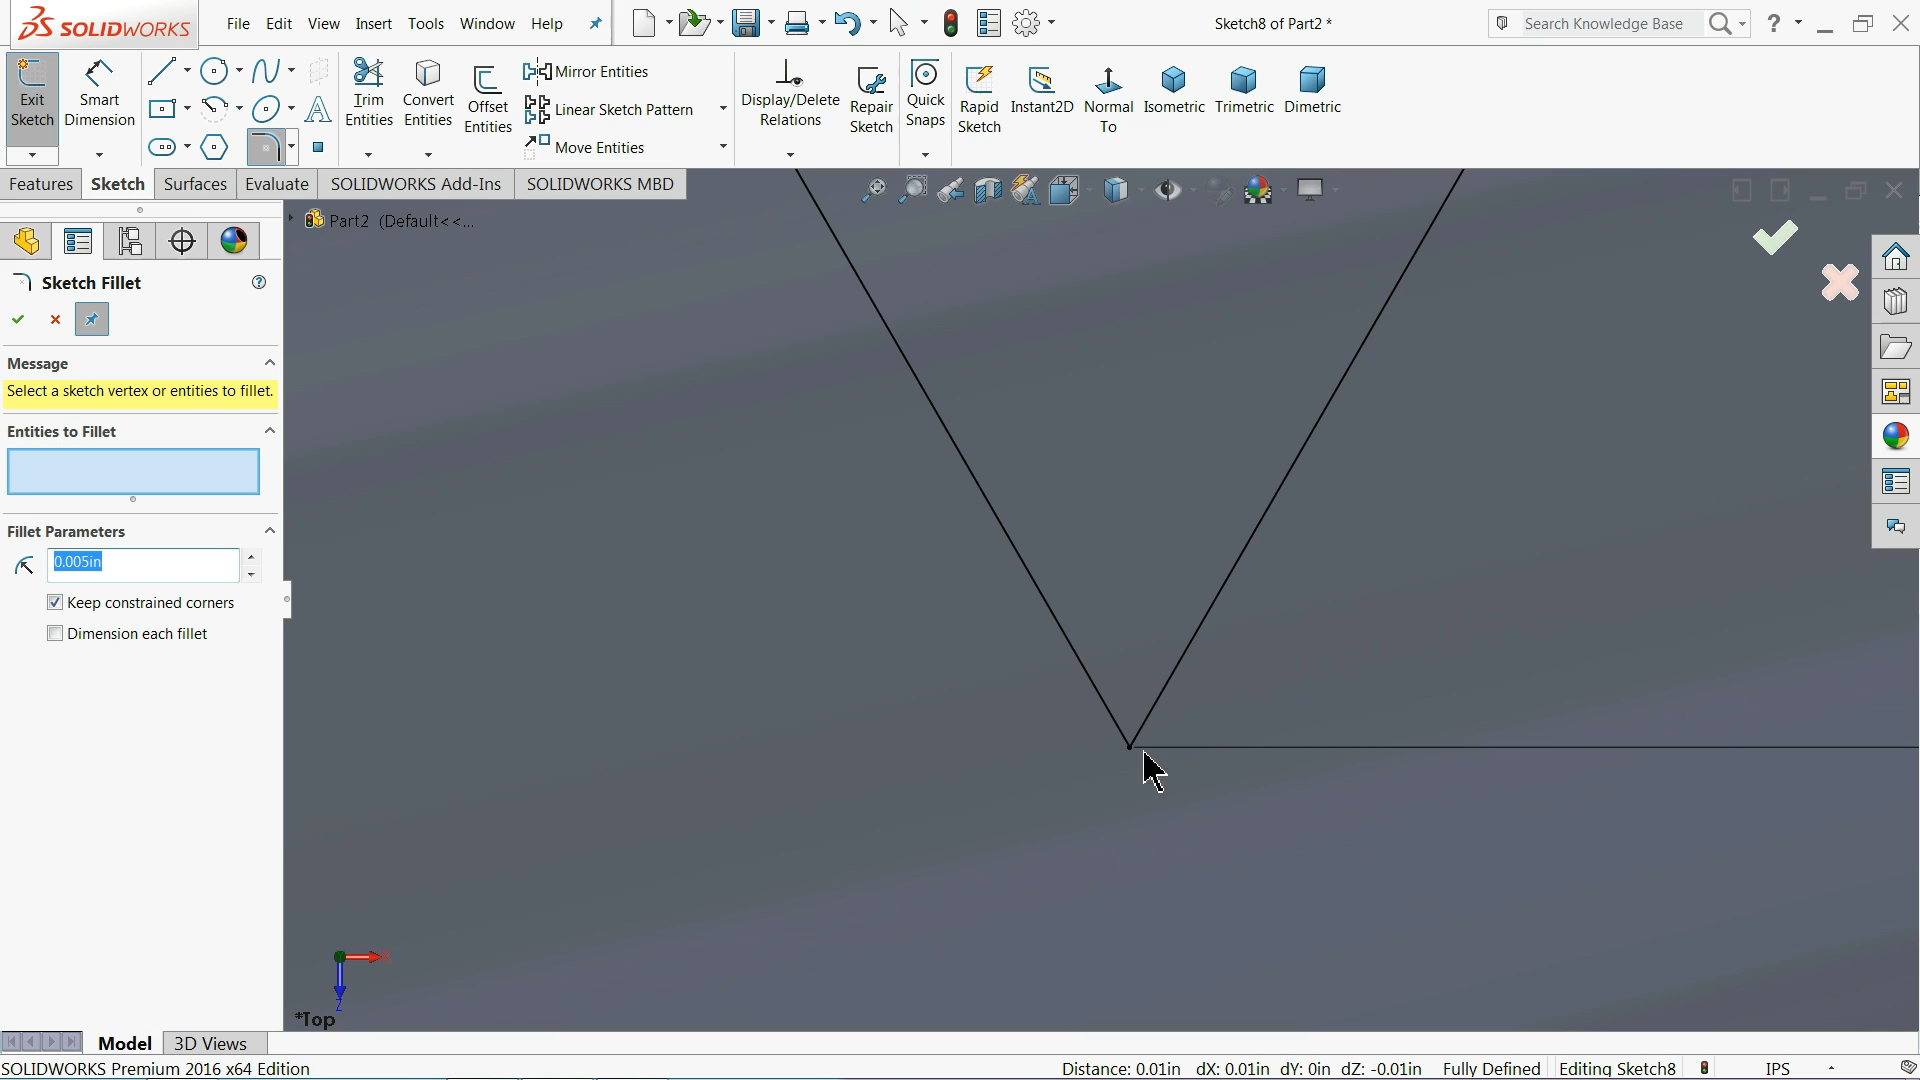 SOLIDWORKS
File Edit View Insert Tools Window Help
Sketch8 of Part2 *
Search Knowledge Base
?
Exit Sketch
Smart Dimension
Trim Entities
Convert Entities
Offset Entities
Mirror Entities
Linear Sketch Pattern
Move Entities
Display/Delete Relations
Repair Sketch
Quick Snaps
Rapid Sketch
Instant2D
Normal To
Isometric
Trimetric
Dimetric
Features Sketch Surfaces Evaluate SOLIDWORKS Add-Ins SOLIDWORKS MBD
Part2 (Default<<...
Sketch Fillet
?
Message
Select a sketch vertex or entities to fillet.
Entities to Fillet
Fillet Parameters
0.005in
Keep constrained corners
Dimension each fillet
X
Z
*Top
Model 3D Views
SOLIDWORKS Premium 2016 x64 Edition
Distance: 0.01in dX: 0.01in dY: 0in dZ: -0.01in Fully Defined Editing Sketch8 IPS